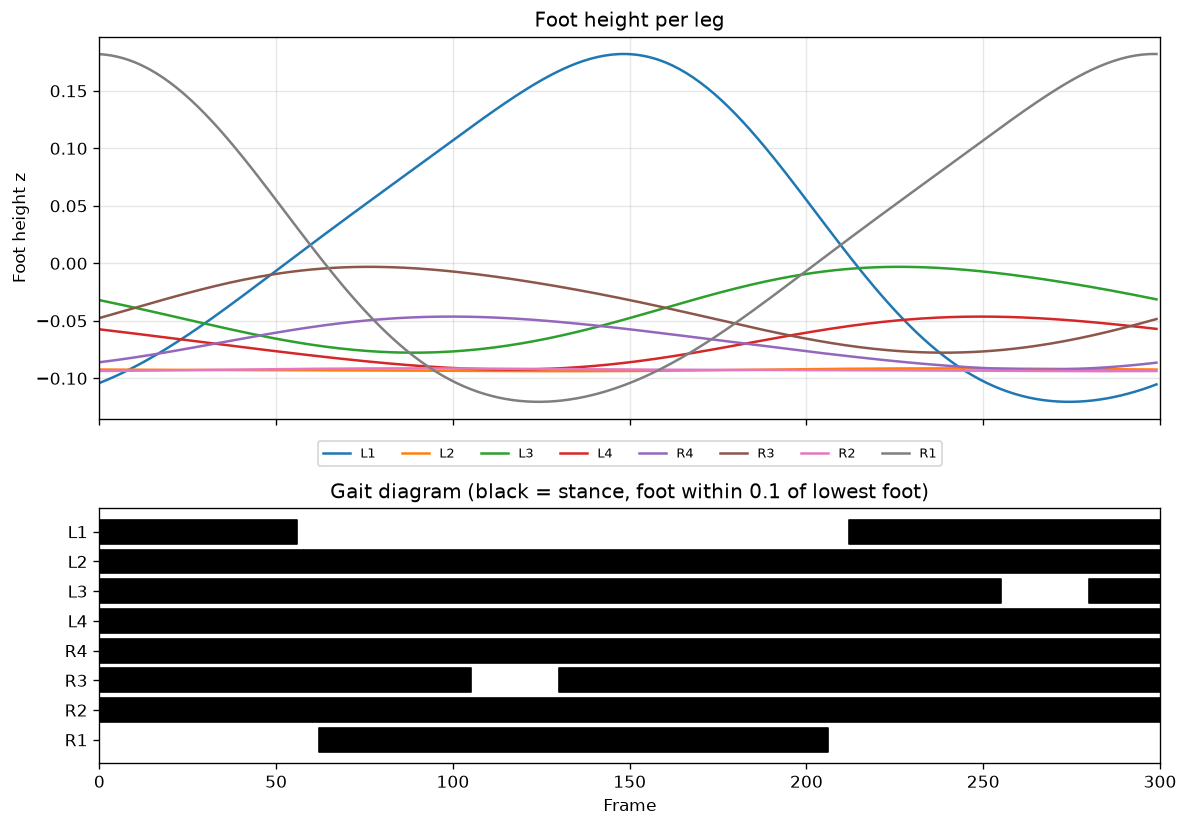 Foot height per leg
0.15
0.10
0.05
0.00
−0.05
−0.10
Foot height z
L1 L2 L3 L4 R4 R3 R2 R1
Gait diagram (black = stance, foot within 0.1 of lowest foot)
L1
L2
L3
L4
R4
R3
R2
R1
0 50 100 150 200 250 300
Frame